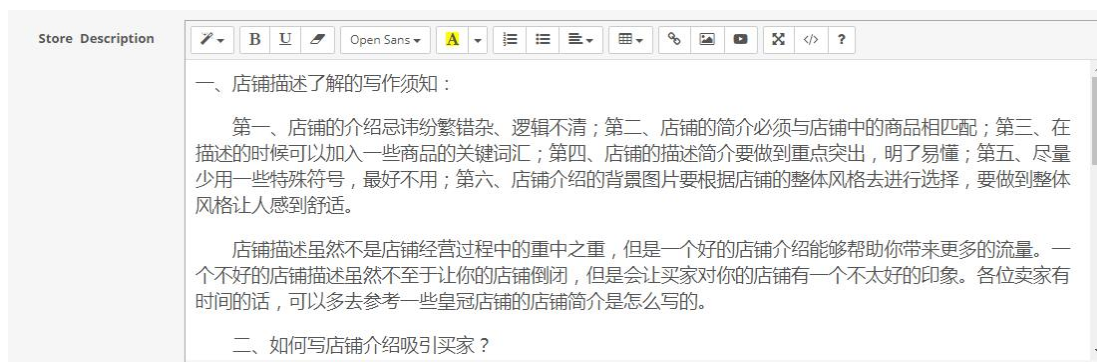 Store Description
B U Open Sans A </> ?
一、店铺描述了解的写作须知：
第一、店铺的介绍忌讳纷繁错杂、逻辑不清；第二、店铺的简介必须与店铺中的商品相匹配；第三、在
描述的时候可以加入一些商品的关键词汇；第四、店铺的描述简介要做到重点突出，明了易懂；第五、尽量
少用一些特殊符号，最好不用；第六、店铺介绍的背景图片要根据店铺的整体风格去进行选择，要做到整体
风格让人感到舒适。
店铺描述虽然不是店铺经营过程中的重中之重，但是一个好的店铺介绍能够帮助你带来更多的流量。一
个不好的店铺描述虽然不至于让你的店铺倒闭，但是会让买家对你的店铺有一个不太好的印象。各位卖家有
时间的话，可以多去参考一些皇冠店铺的店铺简介是怎么写的。
二、如何写店铺介绍吸引买家？